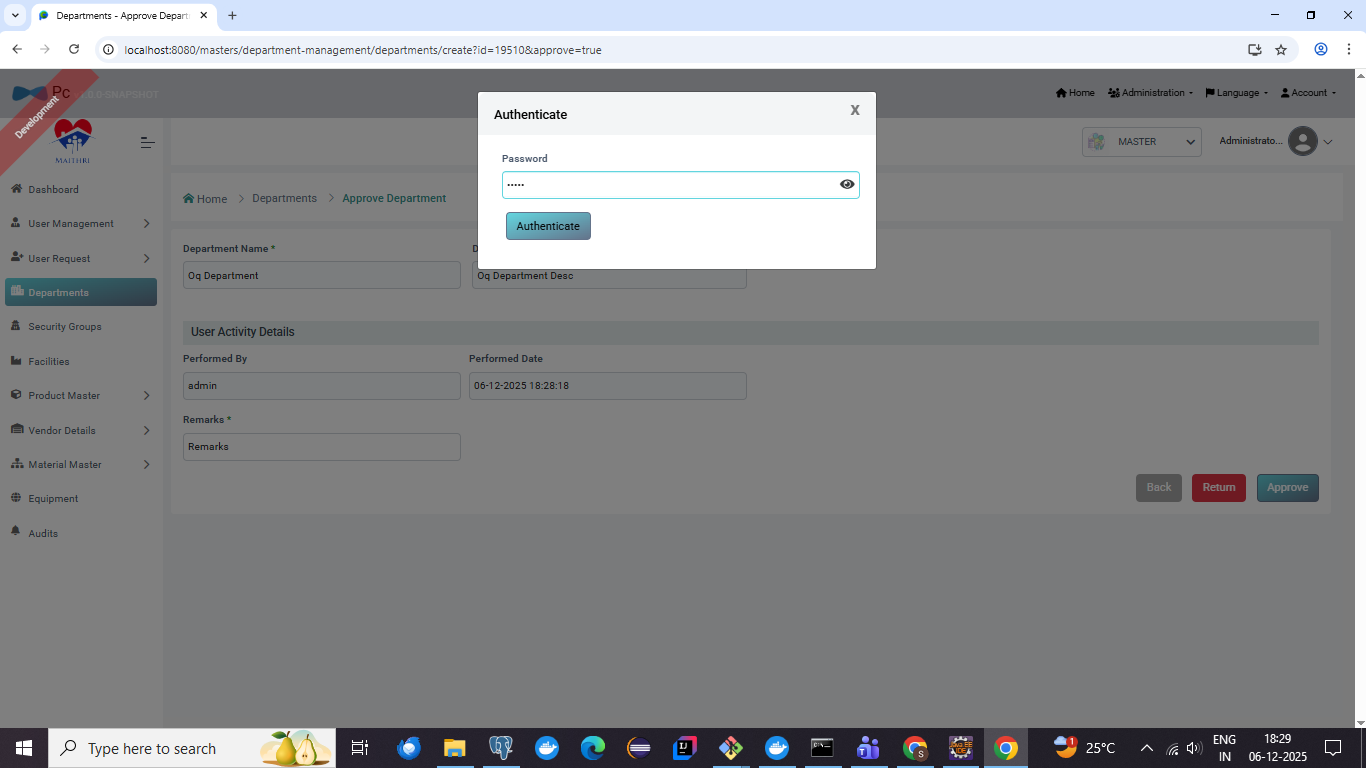 Departments - Approve Depart
localhost:8080/masters/department-management/departments/create?id=19510&approve=true
Pc
1.0.0-SNAPSHOT
Development
MAITHRI
Home
Administration
Language
Account
MASTER
Administrato...
Authenticate
X
Password
•••••
Authenticate
Dashboard
User Management
User Request
Departments
Security Groups
Facilities
Product Master
Vendor Details
Material Master
Equipment
Audits
Home > Departments > Approve Department
Department Name *
D
Oq Department
Oq Department Desc
User Activity Details
Performed By
Performed Date
admin
06-12-2025 18:28:18
Remarks *
Remarks
Back
Return
Approve
Type here to search
25°C
ENG
IN
18:29
06-12-2025